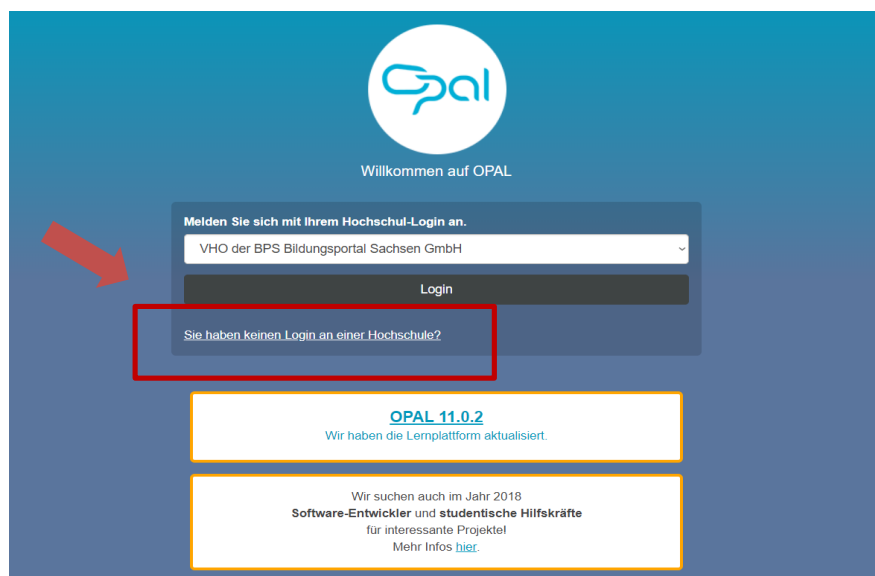 Opal
Willkommen auf OPAL
Melden Sie sich mit Ihrem Hochschul-Login an.
VHO der BPS Bildungsportal Sachsen GmbH
Login
Sie haben keinen Login an einer Hochschule?
OPAL 11.0.2
Wir haben die Lernplattform aktualisiert.
Wir suchen auch im Jahr 2018
Software-Entwickler und studentische Hilfskräfte
für interessante Projekte!
Mehr Infos hier.